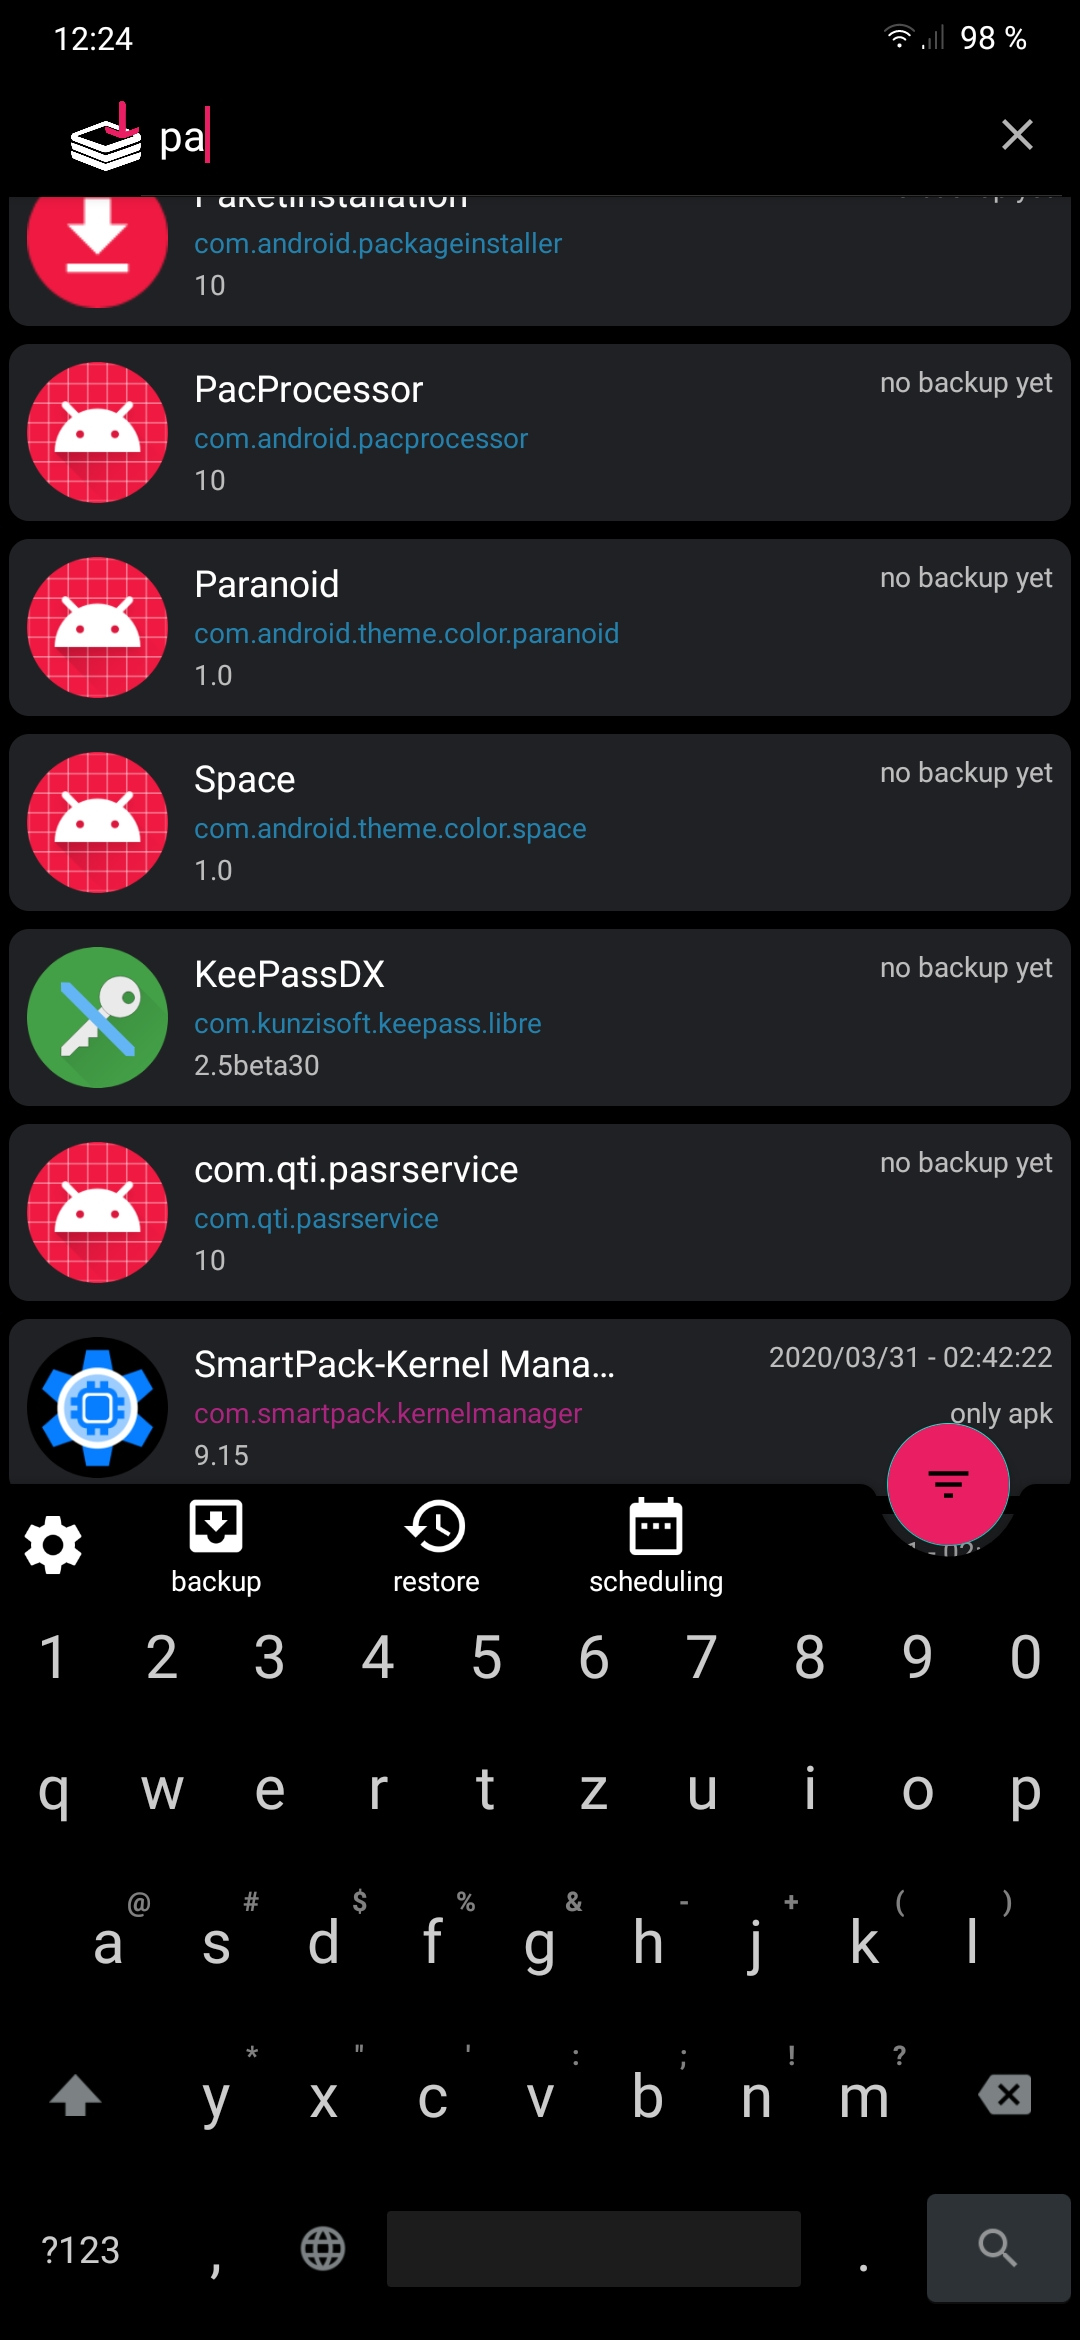 12:24
98 %
pa
Paketinstallation
com.android.packageinstaller
10
PacProcessor
no backup yet
com.android.pacprocessor
10
Paranoid
no backup yet
com.android.theme.color.paranoid
1.0
Space
no backup yet
com.android.theme.color.space
1.0
KeePassDX
no backup yet
com.kunzisoft.keepass.libre
2.5beta30
com.qti.pasrservice
no backup yet
com.qti.pasrservice
10
SmartPack-Kernel Mana...
2020/03/31 - 02:42:22
com.smartpack.kernelmanager
only apk
9.15
backup
restore
scheduling
1 2 3 4 5 6 7 8 9 0
q w e r t z u i o p
@ # $ % & - + ( )
a s d f g h j k l
* " ' : ; ! ?
y x c v b n m
?123 , .